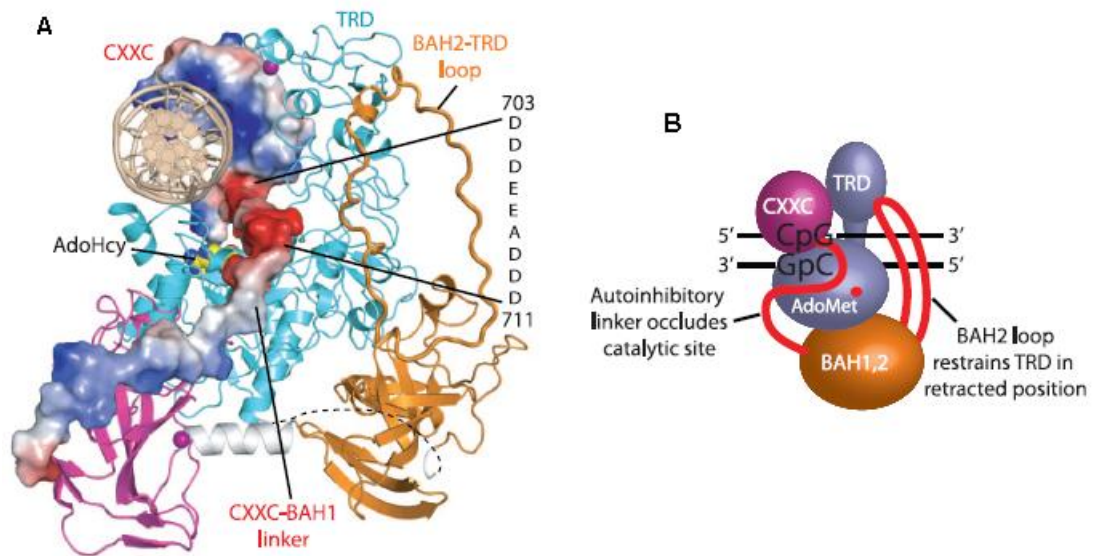 A
CXXC
TRD
BAH2-TRD
loop
703
D
D
D
E
E
A
D
D
D
711
AdoHcy
CXXC-BAH1
linker
B
TRD
CXXC
5′ CpG 3′
3′ GpC 5′
AdoMet
Autoinhibitory
linker occludes
catalytic site
BAH1,2
BAH2 loop
restrains TRD in
retracted position